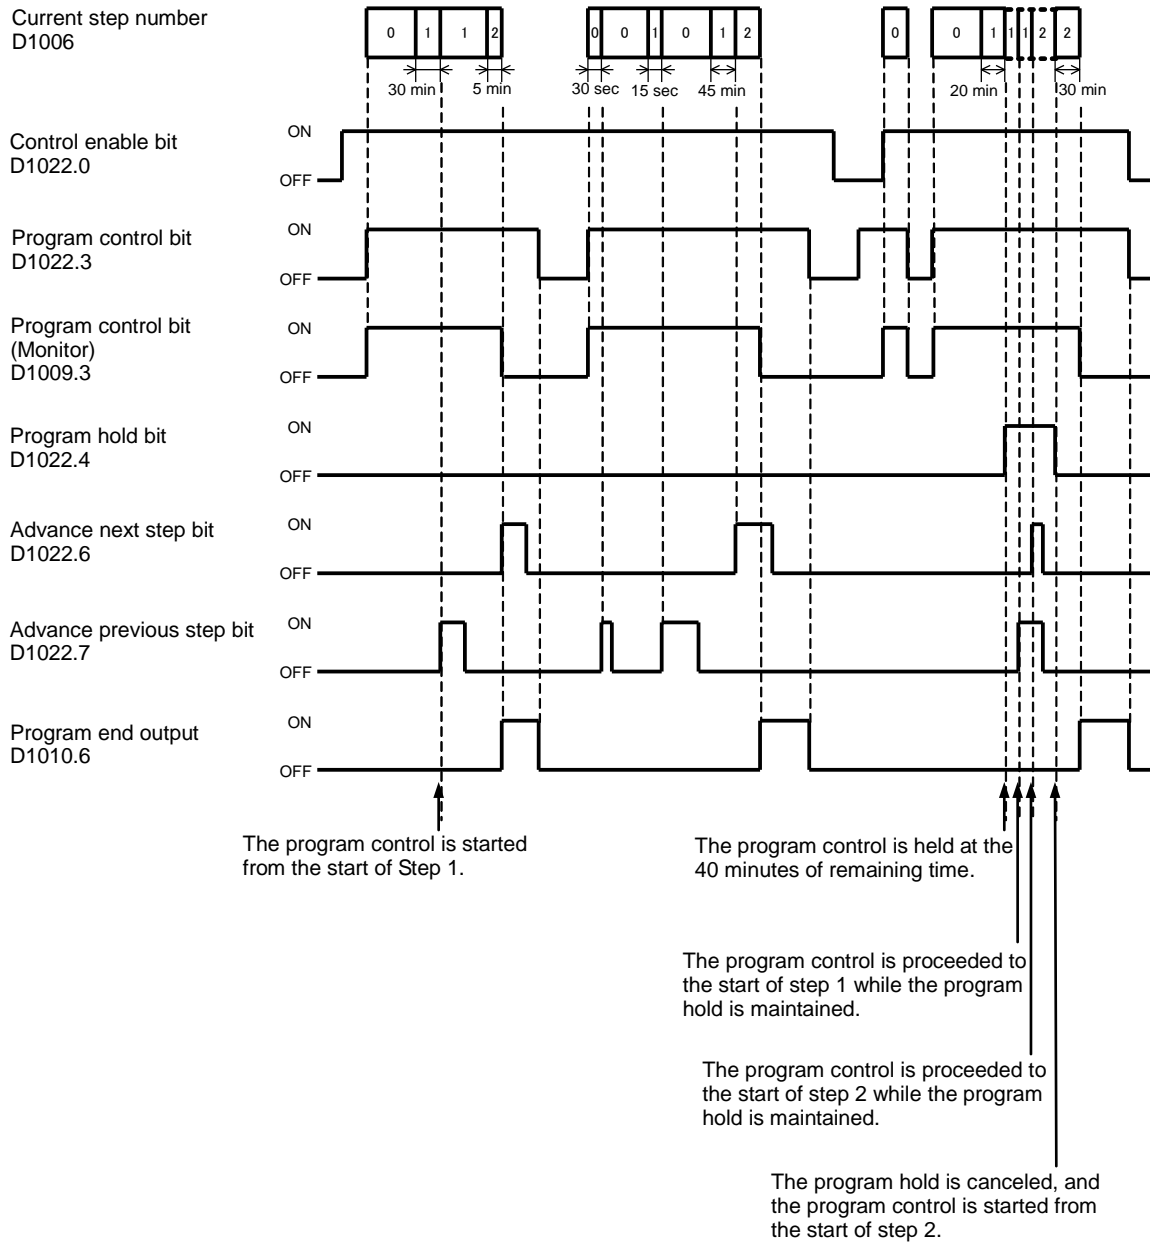 Current step number
D1006
0 1 1 2 0 0 1 0 1 2 0 0 1 1 1 2 2
30 min 5 min 30 sec 15 sec 45 min 20 min 30 min
Control enable bit
D1022.0
ON
OFF
Program control bit
D1022.3
ON
OFF
Program control bit
(Monitor)
D1009.3
ON
OFF
Program hold bit
D1022.4
ON
OFF
Advance next step bit
D1022.6
ON
OFF
Advance previous step bit
D1022.7
ON
OFF
Program end output
D1010.6
ON
OFF
The program control is started
from the start of Step 1.
The program control is held at the
40 minutes of remaining time.
The program control is proceeded to
the start of step 1 while the program
hold is maintained.
The program control is proceeded to
the start of step 2 while the program
hold is maintained.
The program hold is canceled, and
the program control is started from
the start of step 2.